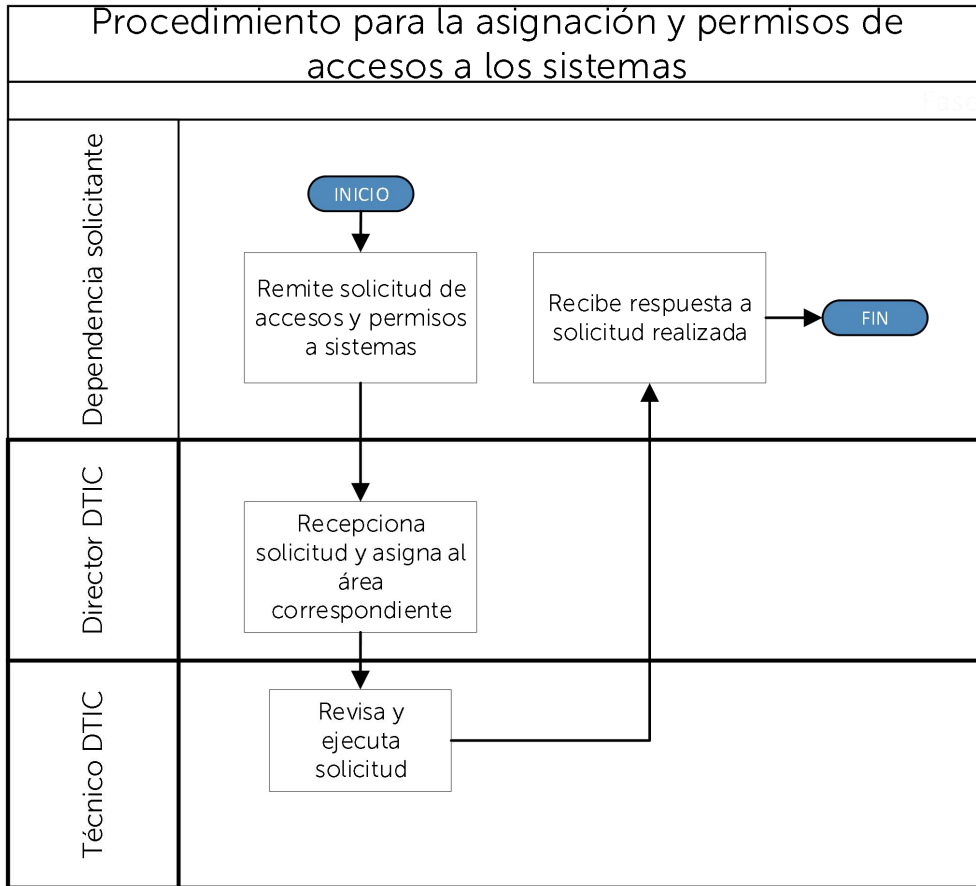 Procedimiento para la asignación y permisos de
accesos a los sistemas
Fase
Dependencia solicitante
INICIO
Remite solicitud de
accesos y permisos
a sistemas
Recibe respuesta a
solicitud realizada
FIN
Director DTIC
Recepciona
solicitud y asigna al
área
correspondiente
Técnico DTIC
Revisa y
ejecuta
solicitud